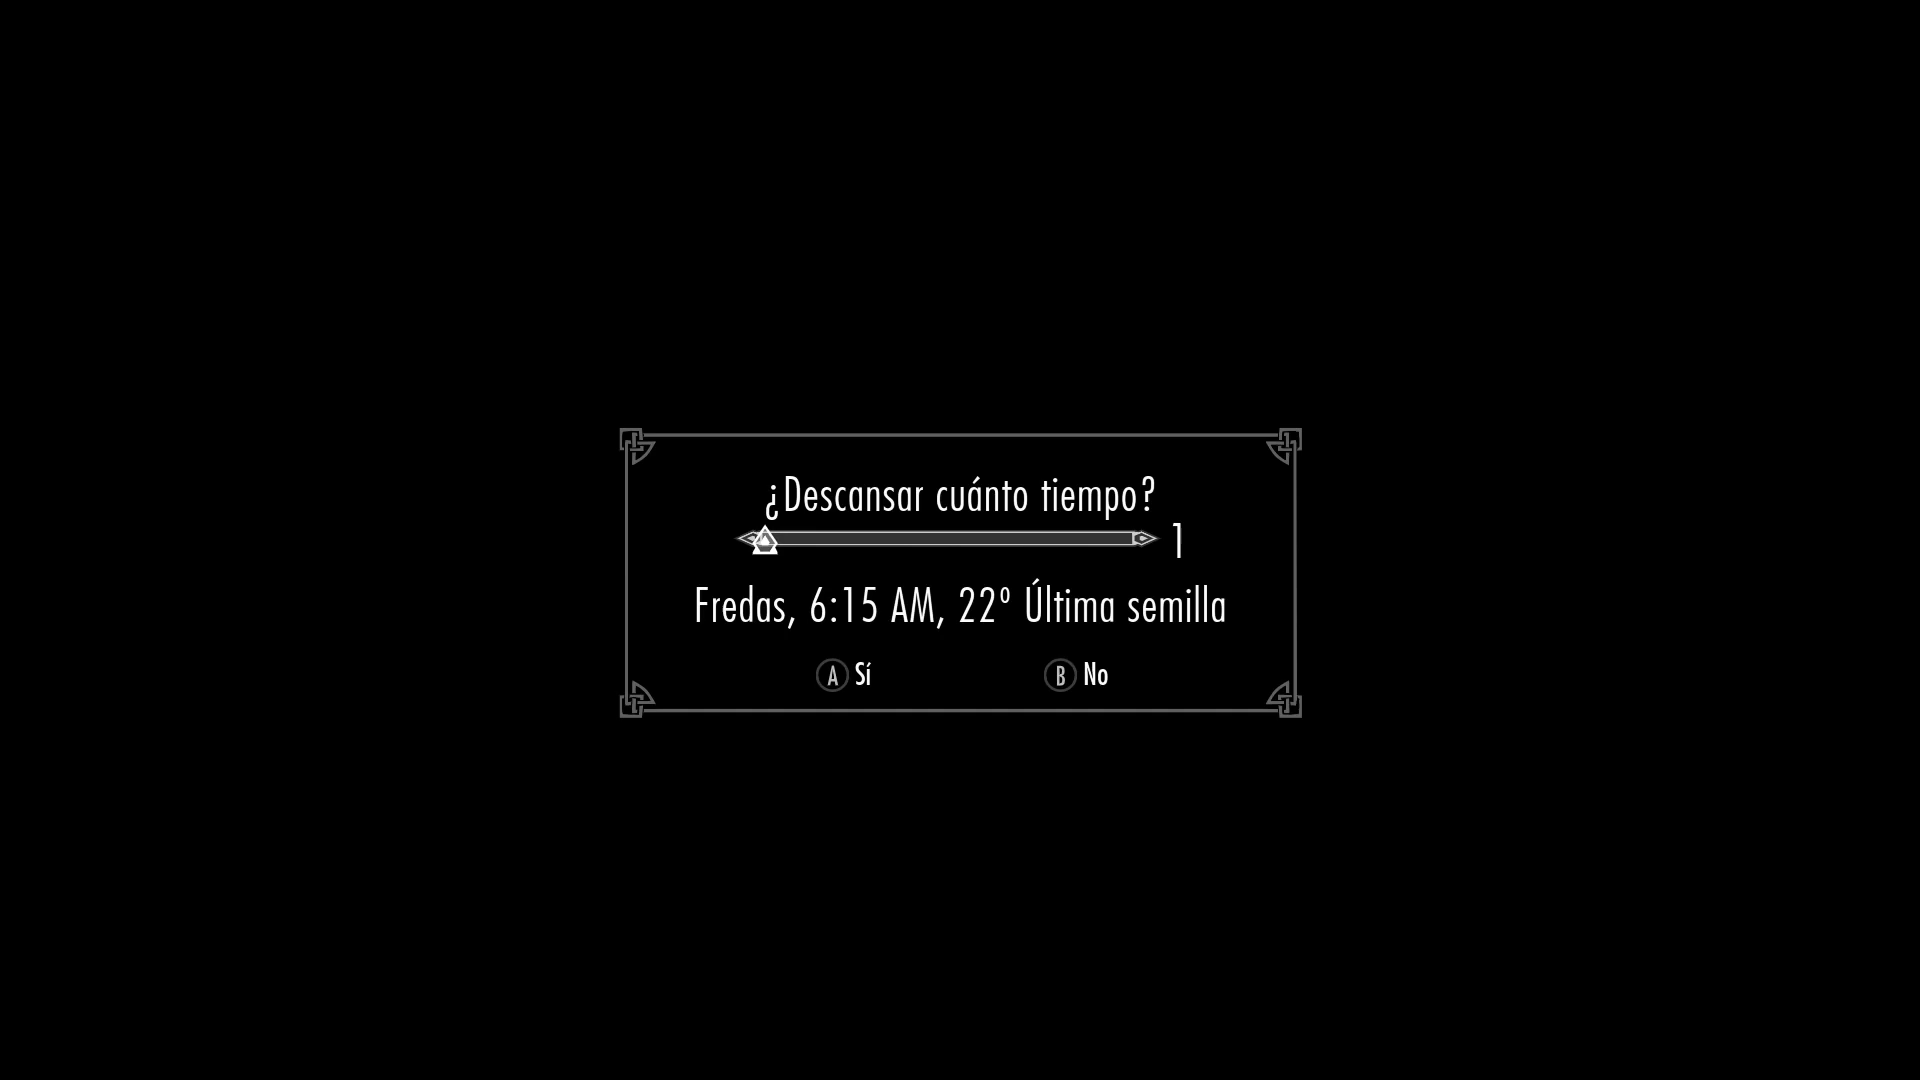 ¿Descansar cuánto tiempo?
1
Fredas, 6:15 AM, 22º Última semilla
A Sí B No